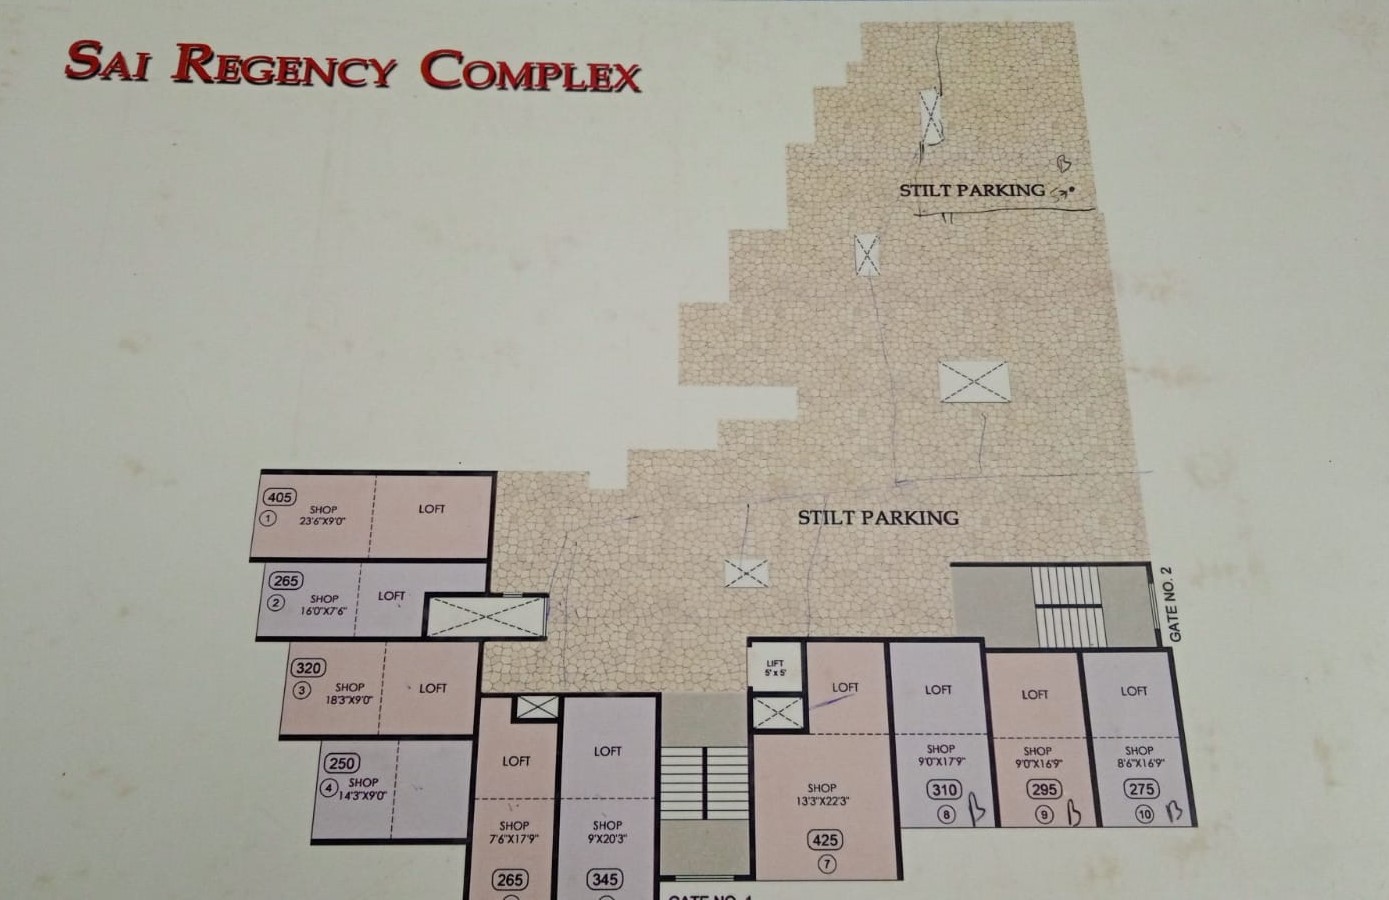 SAI REGENCY COMPLEX
B
STILT PARKING
STILT PARKING
405
1
SHOP
23'6"X9'0"
LOFT
265
2
SHOP
16'0"X7'6"
LOFT
320
3
SHOP
18'3"X9'0"
LOFT
250
4
SHOP
14'3"X9'0"
LOFT
SHOP
7'6"X17'9"
265
LOFT
SHOP
9'X20'3"
345
LIFT
5' x 5'
LOFT
SHOP
13'3"X22'3"
425
7
LOFT
SHOP
9'0"X17'9"
310
8
B
LOFT
SHOP
9'0"X16'9"
295
9
B
LOFT
SHOP
8'6"X16'9"
275
10
B
GATE NO. 2
GATE NO. 1